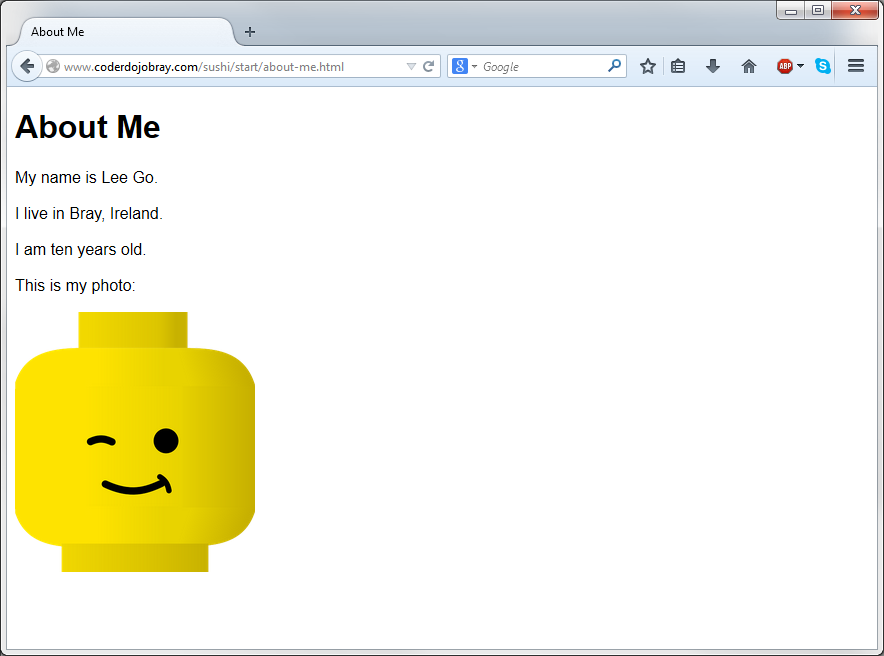 About Me
www.coderdojobray.com/sushi/start/about-me.html
8
Google
ABP
S
About Me
My name is Lee Go.
I live in Bray, Ireland.
I am ten years old.
This is my photo: